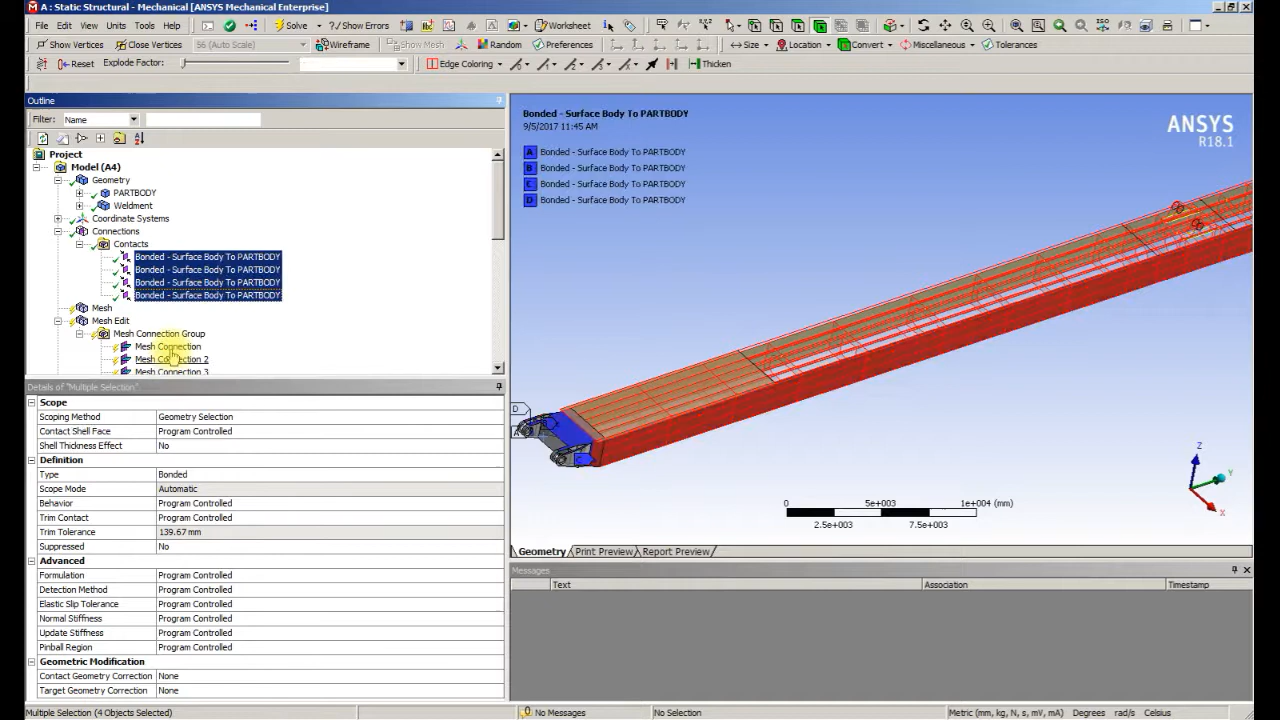 A : Static Structural - Mechanical [ANSYS Mechanical Enterprise]
File Edit View Units Tools Help Solve ?/Show Errors Worksheet
Show Vertices Close Vertices 56 (Auto Scale) Wireframe Show Mesh Random Preferences Size Location Convert Miscellaneous Tolerances
Reset Explode Factor: Edge Coloring Thicken
Outline
Filter: Name
Project
Model (A4)
Geometry
PARTBODY
Weldment
Coordinate Systems
Connections
Contacts
Bonded - Surface Body To PARTBODY
Bonded - Surface Body To PARTBODY
Bonded - Surface Body To PARTBODY
Bonded - Surface Body To PARTBODY
Mesh
Mesh Edit
Mesh Connection Group
Mesh Connection
Mesh Connection 2
Mesh Connection 3
Details of "Multiple Selection"
Scope
Scoping Method Geometry Selection
Contact Shell Face Program Controlled
Shell Thickness Effect No
Definition
Type Bonded
Scope Mode Automatic
Behavior Program Controlled
Trim Contact Program Controlled
Trim Tolerance 139.67 mm
Suppressed No
Advanced
Formulation Program Controlled
Detection Method Program Controlled
Elastic Slip Tolerance Program Controlled
Normal Stiffness Program Controlled
Update Stiffness Program Controlled
Pinball Region Program Controlled
Geometric Modification
Contact Geometry Correction None
Target Geometry Correction None
Bonded - Surface Body To PARTBODY
9/5/2017 11:45 AM
A Bonded - Surface Body To PARTBODY
B Bonded - Surface Body To PARTBODY
C Bonded - Surface Body To PARTBODY
D Bonded - Surface Body To PARTBODY
ANSYS
R18.1
D
A
Z
Y
X
0 5e+003 1e+004 (mm)
2.5e+003 7.5e+003
Geometry Print Preview Report Preview
Messages
Text Association Timestamp
Multiple Selection (4 Objects Selected) 0 No Messages No Selection Metric (mm, kg, N, s, mV, mA) Degrees rad/s Celsius